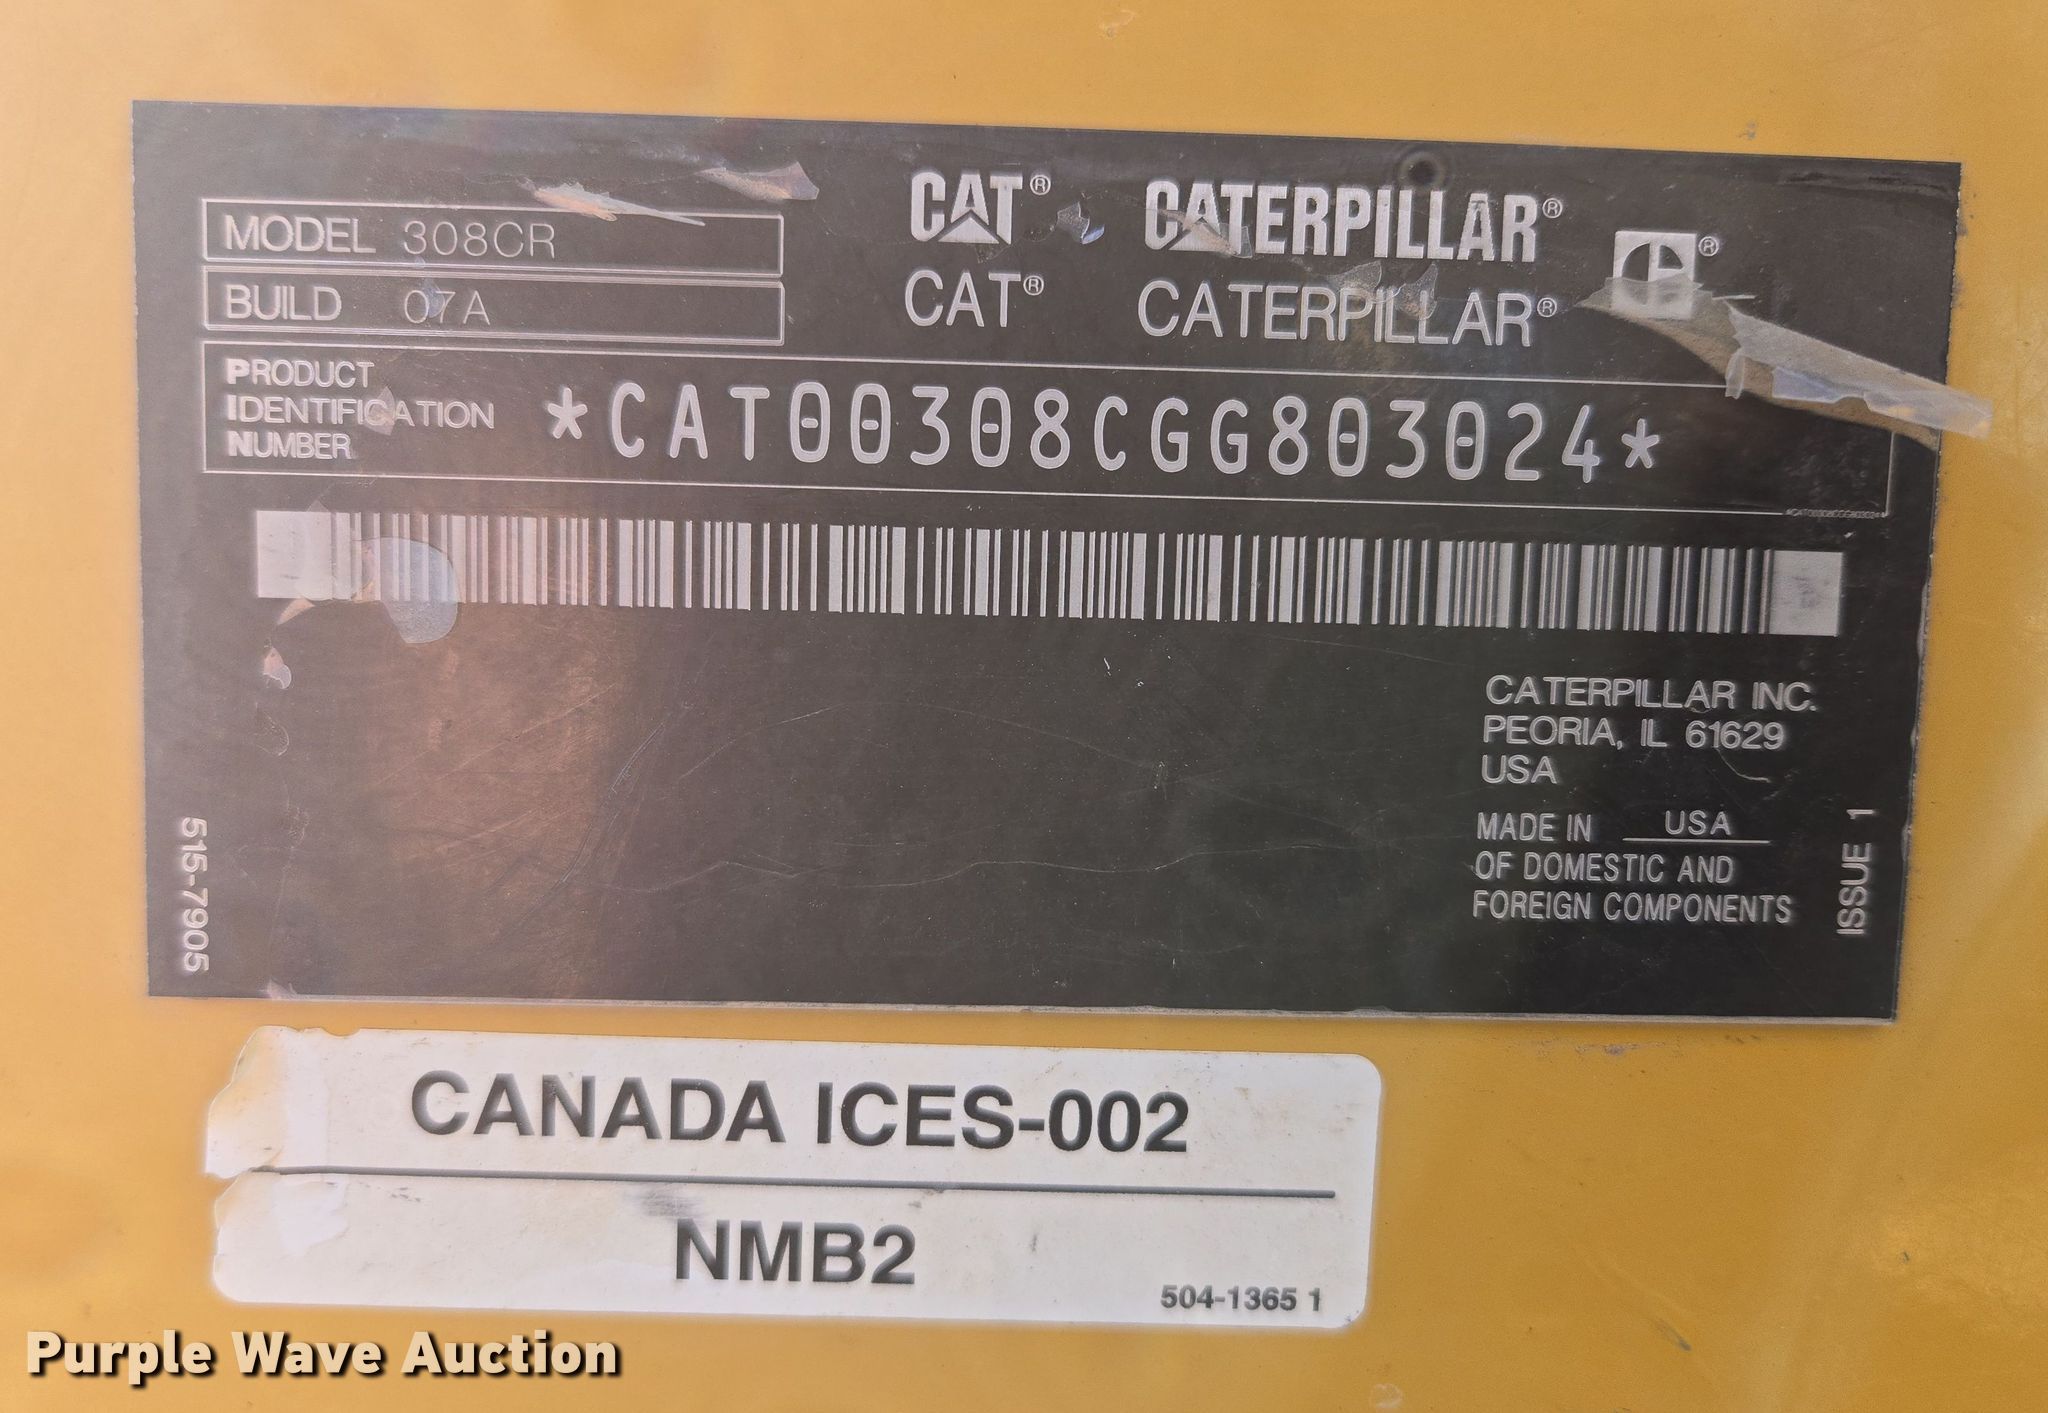 MODEL 308CR
BUILD 07A
CAT® CATERPILLAR® ®
CAT® CATERPILLAR®
PRODUCT
IDENTIFICATION
NUMBER
*CAT00308CGG803024*
*CAT00308CGG803024*
CATERPILLAR INC.
PEORIA, IL 61629
USA
MADE IN USA
OF DOMESTIC AND
FOREIGN COMPONENTS
515-7905
ISSUE 1
CANADA ICES-002
NMB2
504-1365 1
Purple Wave Auction